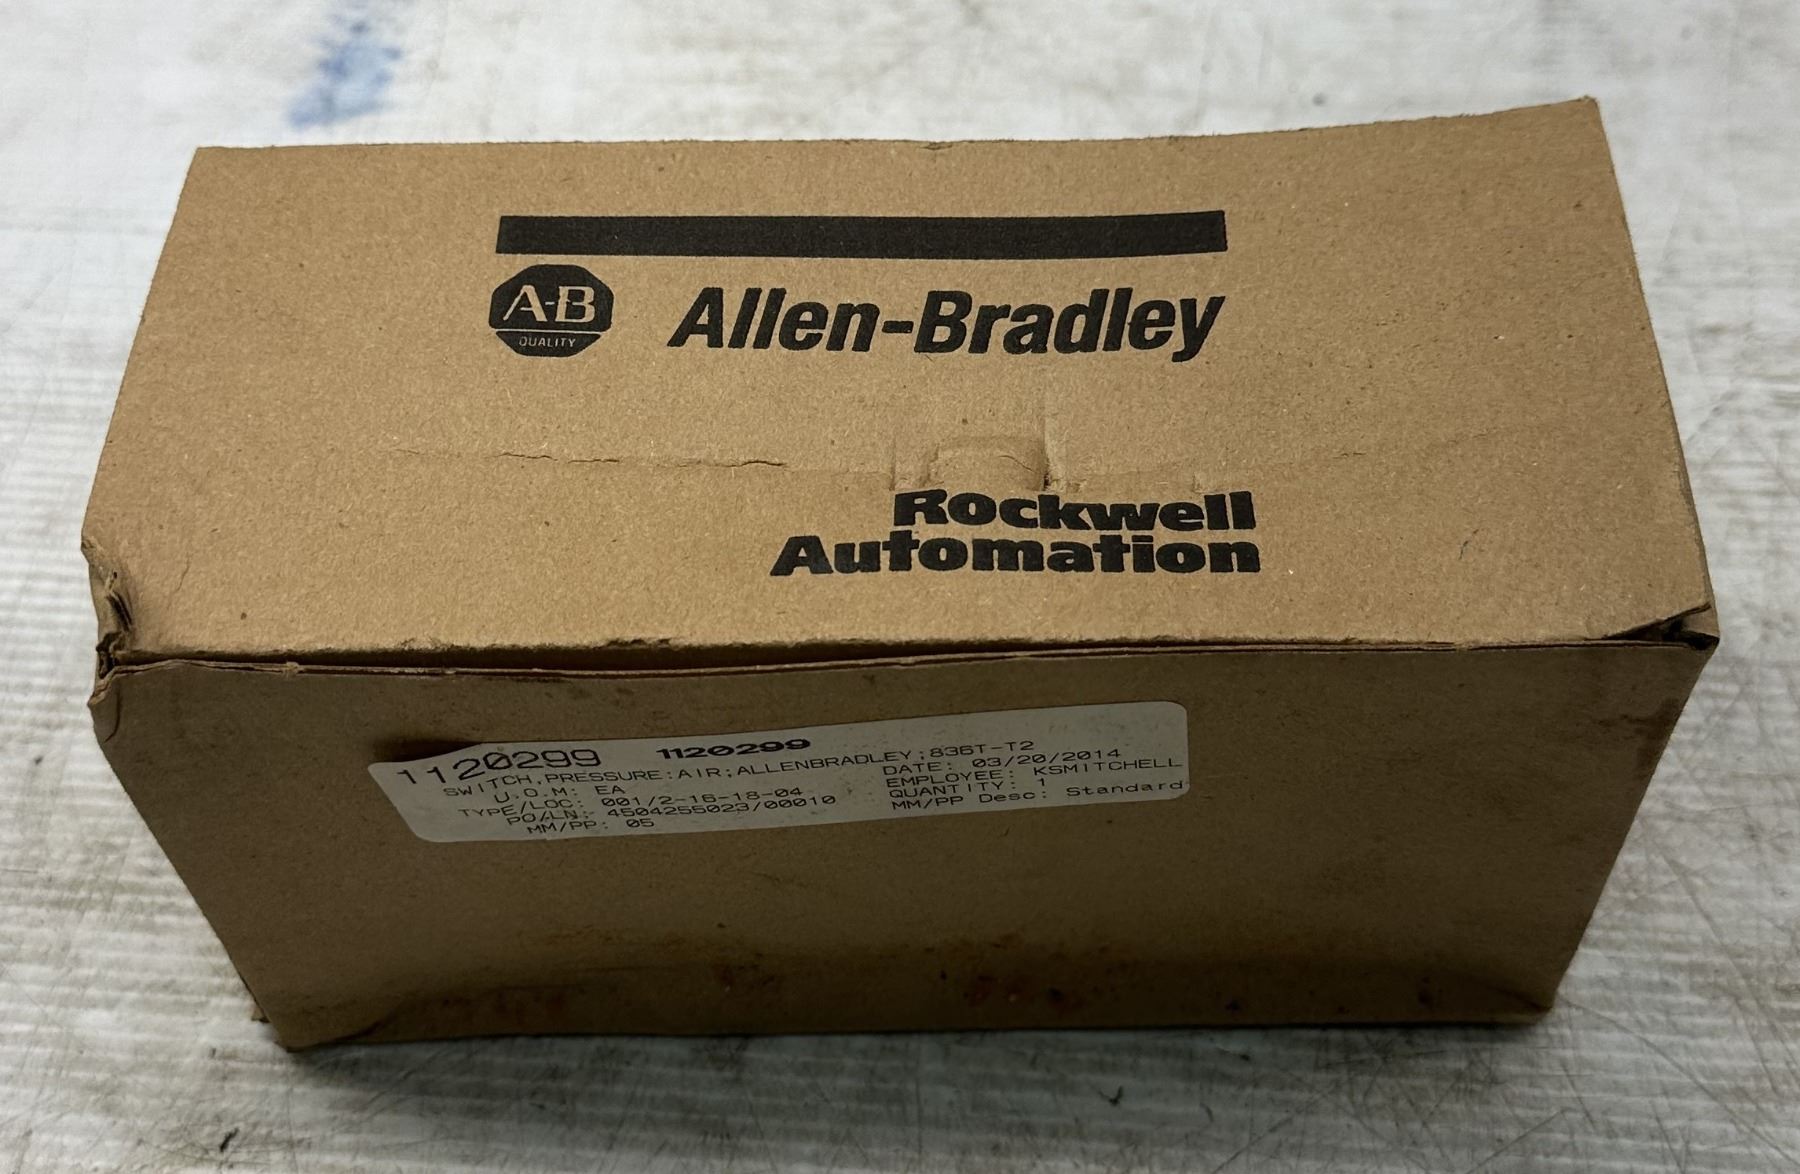 A-B
QUALITY
Allen-Bradley
Rockwell
Automation
1120299 1120299
SWITCH,PRESSURE:AIR;ALLENBRADLEY;836T-T2
U.O.M: EA DATE: 03/20/2014
TYPE/LOC: 001/2-16-18-04 EMPLOYEE: KSMITCHELL
PO/LN: 4504255023/00010 QUANTITY: 1
MM/PP: 05 MM/PP Desc: Standard